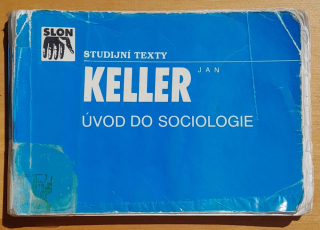 SLON
STUDIJNÍ TEXTY
JAN
KELLER
ÚVOD DO SOCIOLOGIE